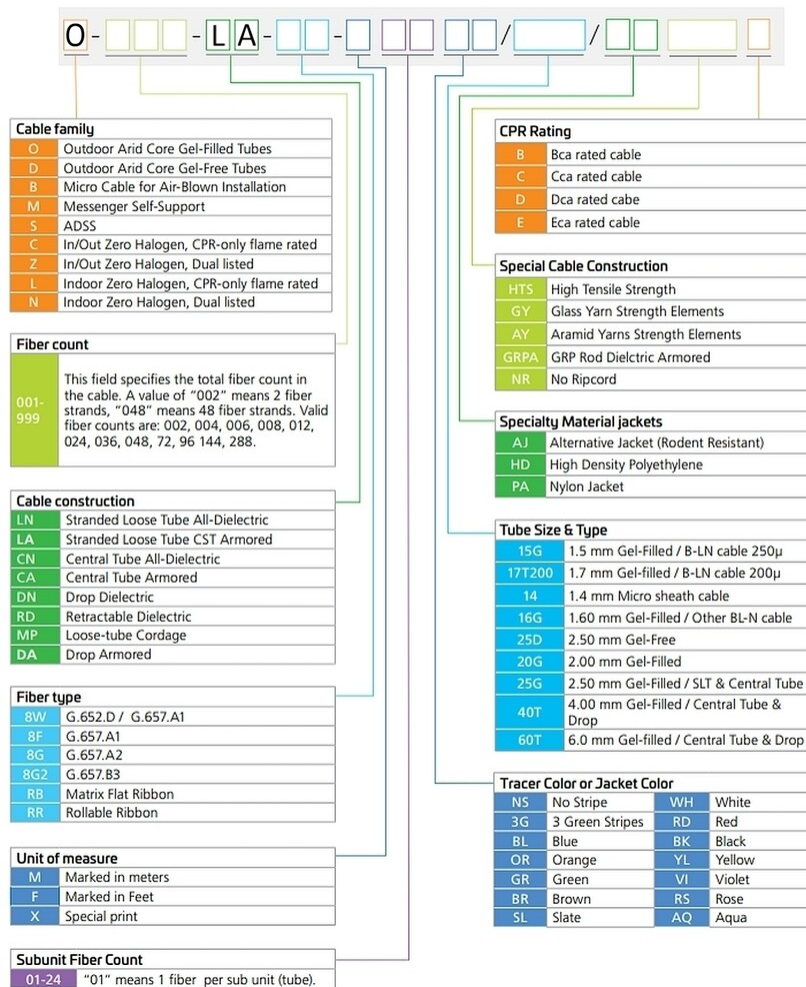 O - - L A - - / /
Cable family
O Outdoor Arid Core Gel-Filled Tubes
D Outdoor Arid Core Gel-Free Tubes
B Micro Cable for Air-Blown Installation
M Messenger Self-Support
S ADSS
C In/Out Zero Halogen, CPR-only flame rated
Z In/Out Zero Halogen, Dual listed
L Indoor Zero Halogen, CPR-only flame rated
N Indoor Zero Halogen, Dual listed
Fiber count
001-
999
This field specifies the total fiber count in
the cable. A value of “002” means 2 fiber
strands, “048” means 48 fiber strands. Valid
fiber counts are: 002, 004, 006, 008, 012,
024, 036, 048, 72, 96 144, 288.
Cable construction
LN Stranded Loose Tube All-Dielectric
LA Stranded Loose Tube CST Armored
CN Central Tube All-Dielectric
CA Central Tube Armored
DN Drop Dielectric
RD Retractable Dielectric
MP Loose-tube Cordage
DA Drop Armored
Fiber type
8W G.652.D / G.657.A1
8F G.657.A1
8G G.657.A2
8G2 G.657.B3
RB Matrix Flat Ribbon
RR Rollable Ribbon
Unit of measure
M Marked in meters
F Marked in Feet
X Special print
Subunit Fiber Count
01-24 “01” means 1 fiber per sub unit (tube).
CPR Rating
B Bca rated cable
C Cca rated cable
D Dca rated cabe
E Eca rated cable
Special Cable Construction
HTS High Tensile Strength
GY Glass Yarn Strength Elements
AY Aramid Yarns Strength Elements
GRPA GRP Rod Dielctric Armored
NR No Ripcord
Specialty Material jackets
AJ Alternative Jacket (Rodent Resistant)
HD High Density Polyethylene
PA Nylon Jacket
Tube Size & Type
15G 1.5 mm Gel-Filled / B-LN cable 250µ
17T200 1.7 mm Gel-filled / B-LN cable 200µ
14 1.4 mm Micro sheath cable
16G 1.60 mm Gel-Filled / Other BL-N cable
25D 2.50 mm Gel-Free
20G 2.00 mm Gel-Filled
25G 2.50 mm Gel-Filled / SLT & Central Tube
40T 4.00 mm Gel-Filled / Central Tube &
Drop
60T 6.0 mm Gel-filled / Central Tube & Drop
Tracer Color or Jacket Color
NS No Stripe WH White
3G 3 Green Stripes RD Red
BL Blue BK Black
OR Orange YL Yellow
GR Green VI Violet
BR Brown RS Rose
SL Slate AQ Aqua